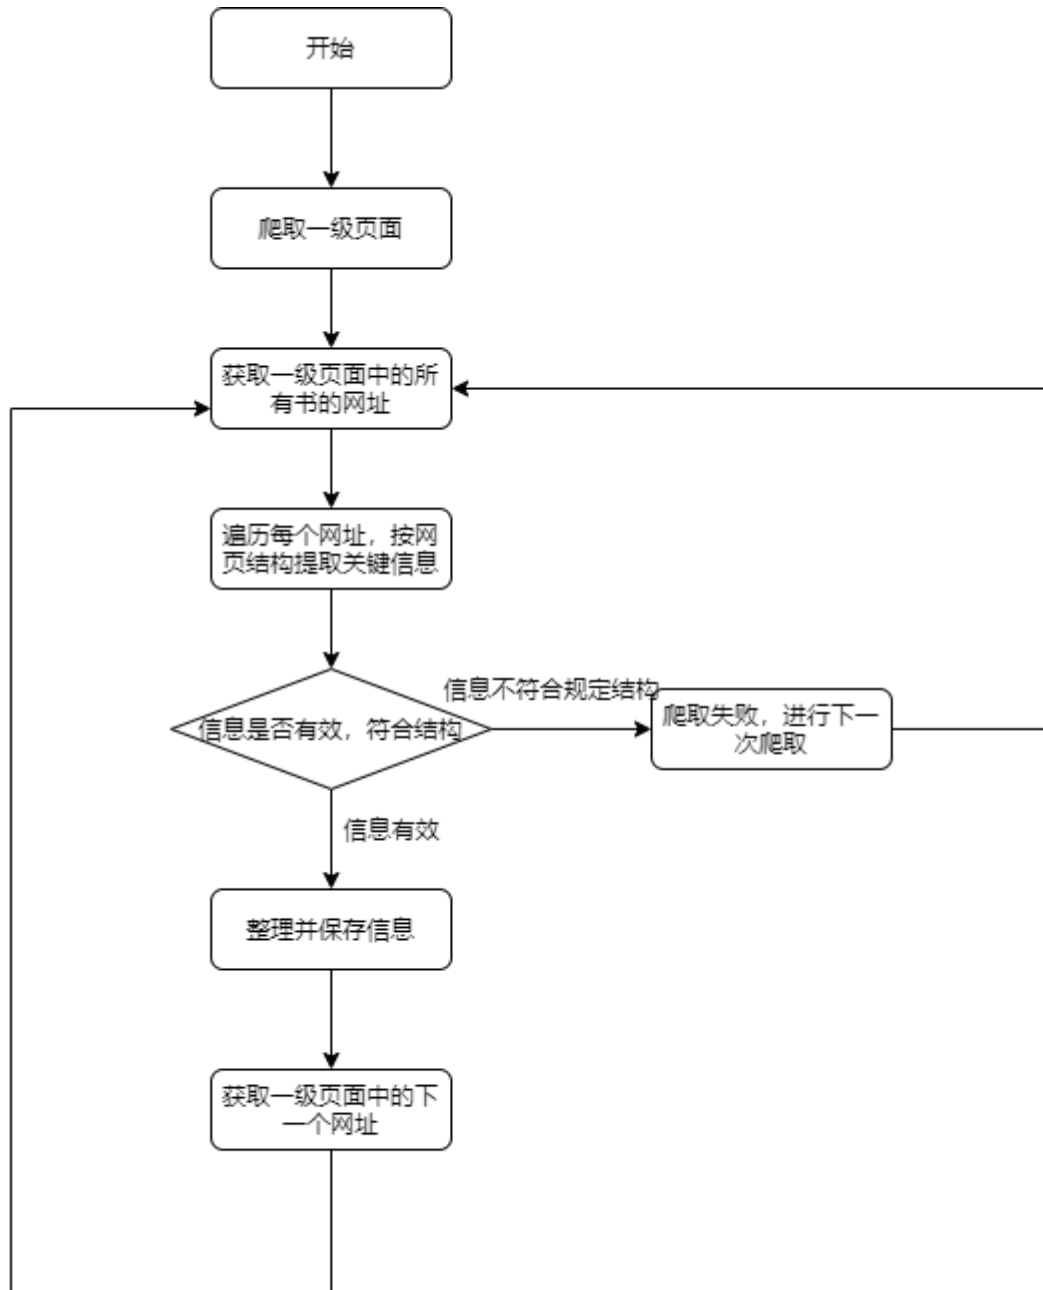 开始
爬取一级页面
获取一级页面中的所
有书的网址
遍历每个网址，按网
页结构提取关键信息
信息不符合规定结构
信息是否有效，符合结构
爬取失败，进行下一
次爬取
信息有效
整理并保存信息
获取一级页面中的下
一个网址